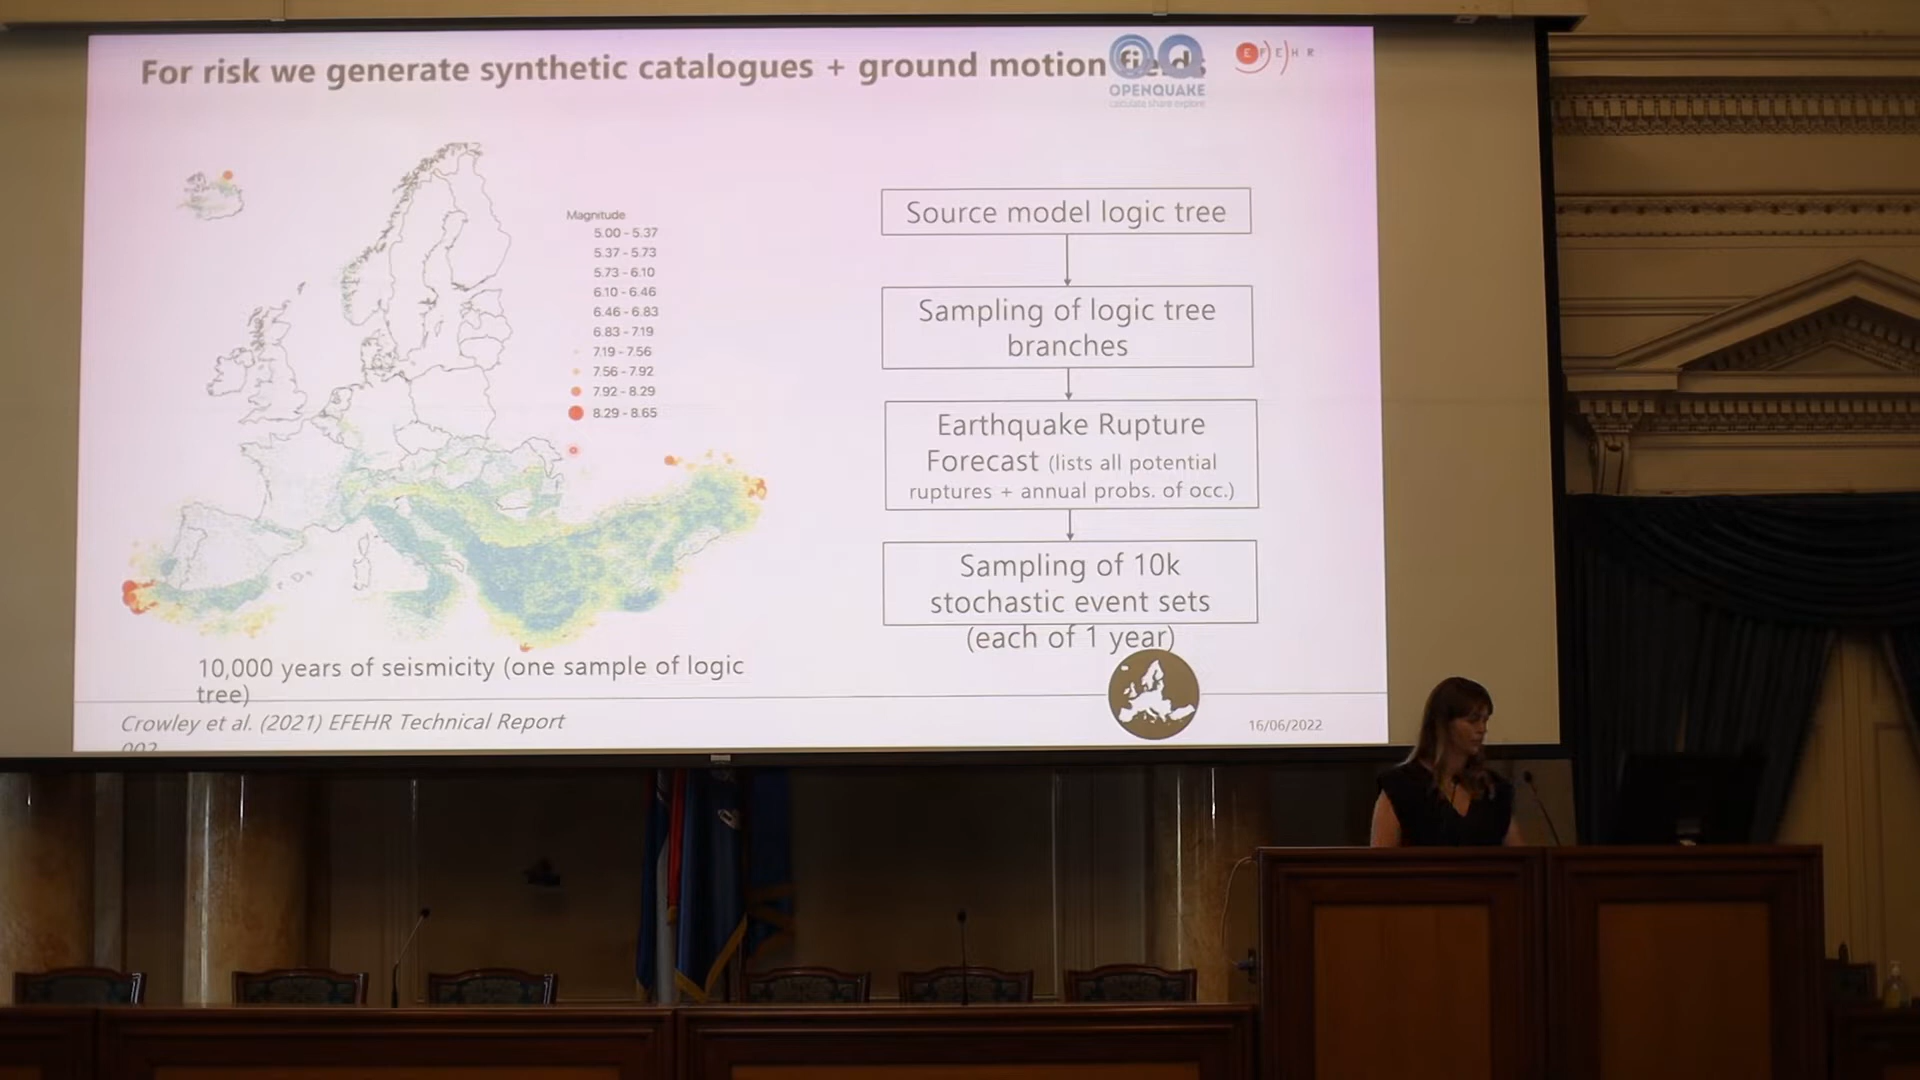 For risk we generate synthetic catalogues + ground motion fields
OPENQUAKE
calculate share explore
E F E H R
Magnitude
5.00 - 5.37
5.37 - 5.73
5.73 - 6.10
6.10 - 6.46
6.46 - 6.83
6.83 - 7.19
7.19 - 7.56
7.56 - 7.92
7.92 - 8.29
8.29 - 8.65
10,000 years of seismicity (one sample of logic
tree)
Source model logic tree
Sampling of logic tree
branches
Earthquake Rupture
Forecast (lists all potential
ruptures + annual probs. of occ.)
Sampling of 10k
stochastic event sets
(each of 1 year)
Crowley et al. (2021) EFEHR Technical Report
002
16/06/2022